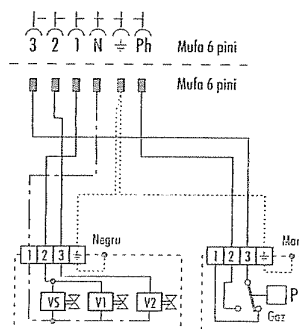 3 2 1 N Ph Mufa 6 pini
Mufa 6 pini
Negru Mar
1 2 3 1 2 3
P
VS V1 V2 Gaz